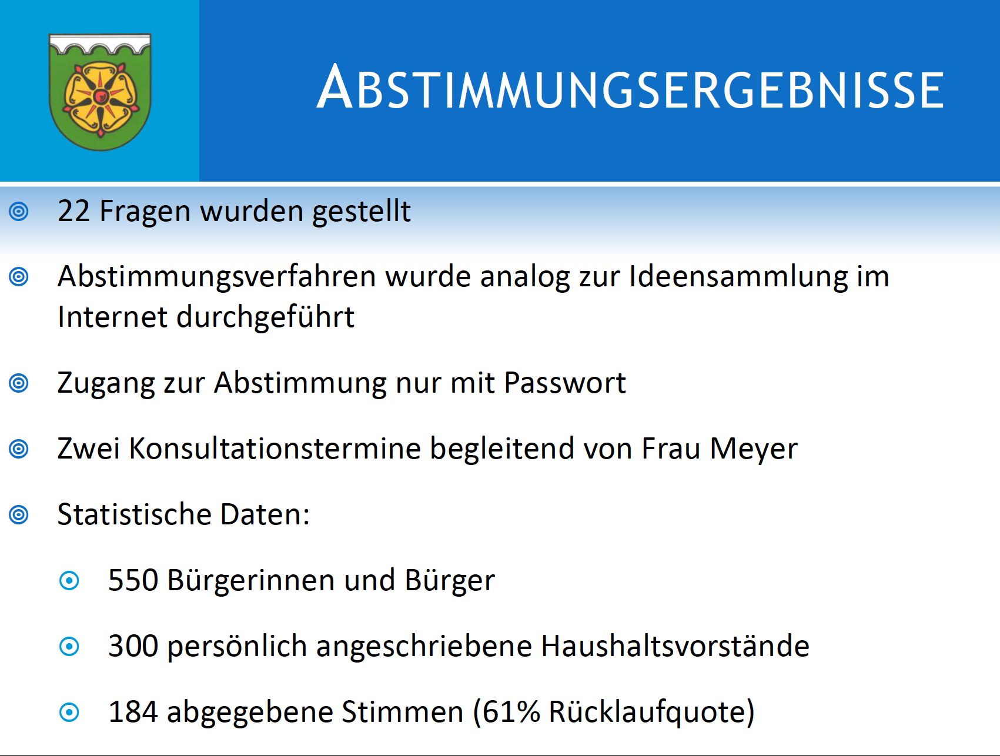 ABSTIMMUNGSERGEBNISSE
22 Fragen wurden gestellt
Abstimmungsverfahren wurde analog zur Ideensammlung im
Internet durchgeführt
Zugang zur Abstimmung nur mit Passwort
Zwei Konsultationstermine begleitend von Frau Meyer
Statistische Daten:
550 Bürgerinnen und Bürger
300 persönlich angeschriebene Haushaltsvorstände
184 abgegebene Stimmen (61% Rücklaufquote)